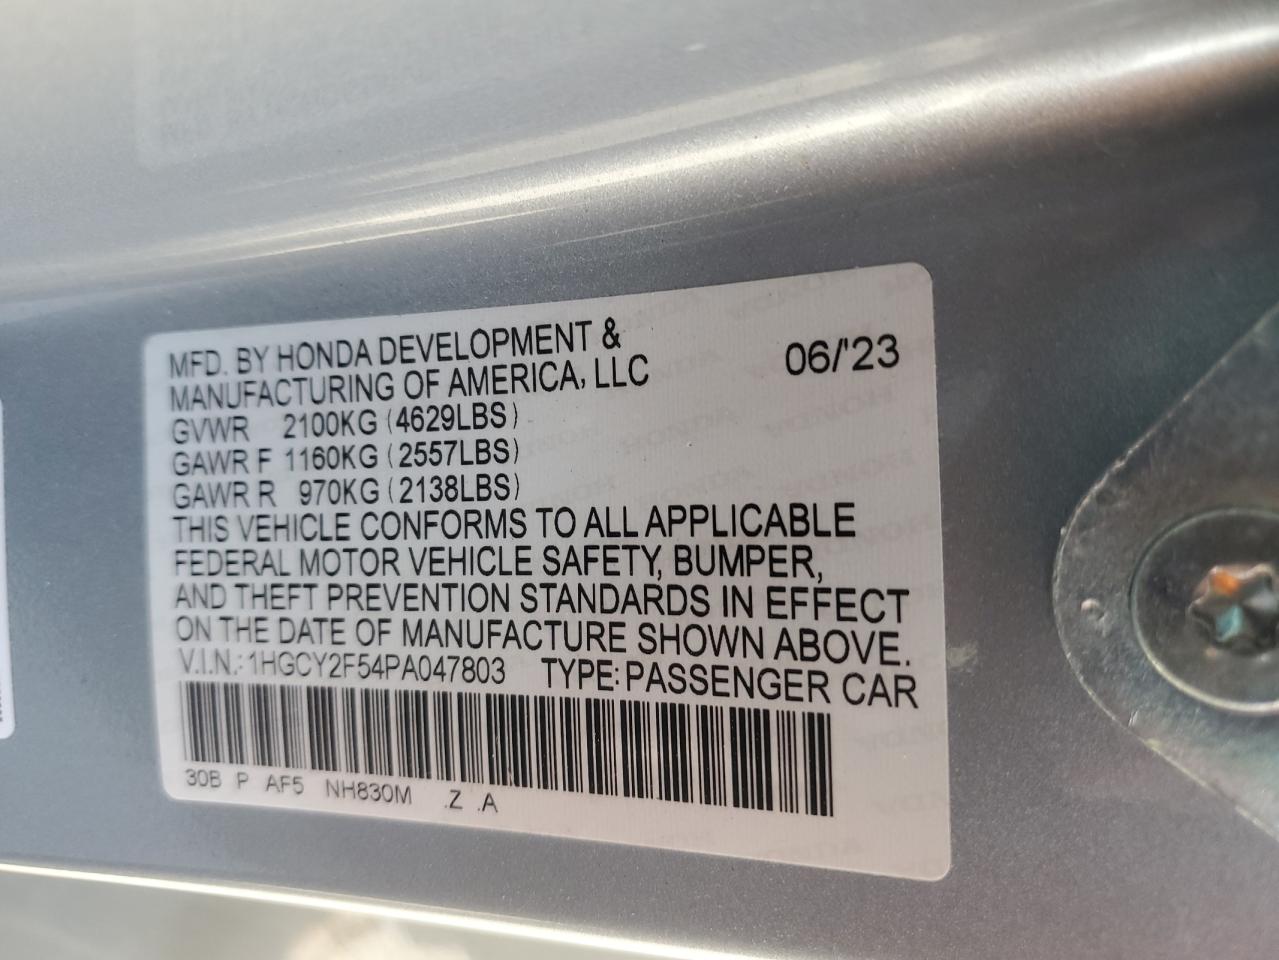 MFD. BY HONDA DEVELOPMENT &
MANUFACTURING OF AMERICA, LLC
06/'23
GVWR 2100KG (4629LBS)
GAWR F 1160KG (2557LBS)
GAWR R 970KG (2138LBS)
THIS VEHICLE CONFORMS TO ALL APPLICABLE
FEDERAL MOTOR VEHICLE SAFETY, BUMPER,
AND THEFT PREVENTION STANDARDS IN EFFECT
ON THE DATE OF MANUFACTURE SHOWN ABOVE.
V.I.N.: 1HGCY2F54PA047803 TYPE: PASSENGER CAR
30B P AF5 NH830M .Z .A